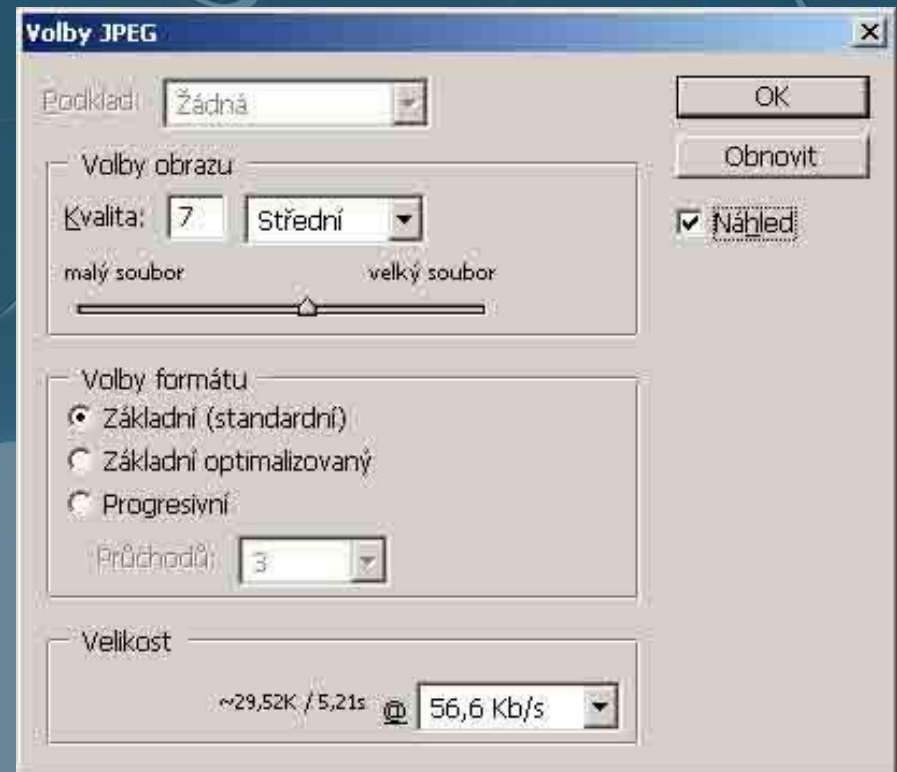 Volby JPEG
Podklad: Žádná
OK
Obnovit
Náhled
Volby obrazu
Kvalita: 7 Střední
malý soubor velký soubor
Volby formátu
Základní (standardní)
Základní optimalizovaný
Progresivní
Průchodů: 3
Velikost
~29,52K / 5,21s @ 56,6 Kb/s